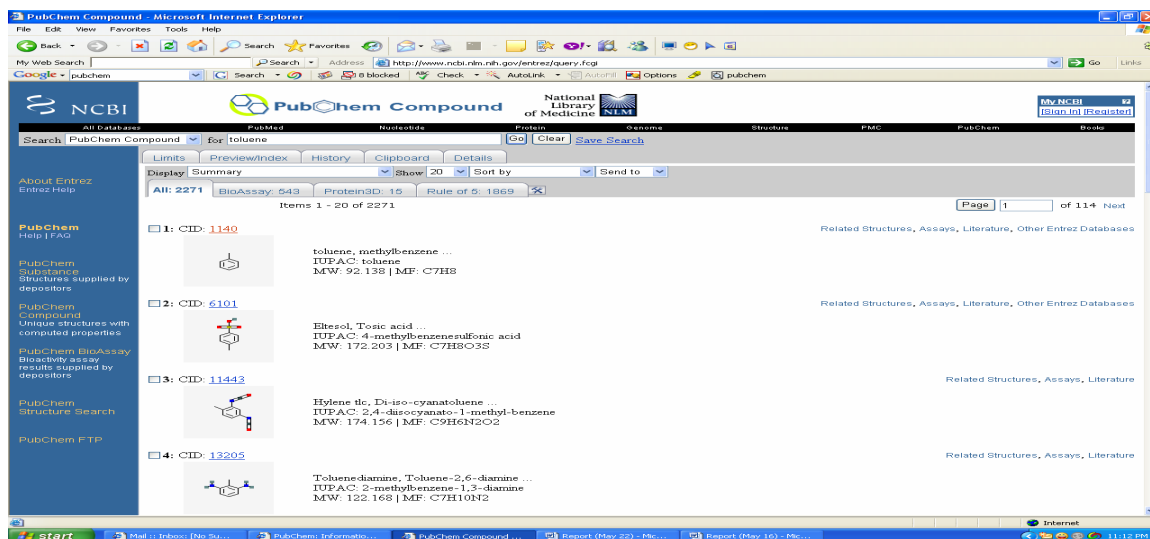 PubChem Compound - Microsoft Internet Explorer
File Edit View Favorites Tools Help
Back Search Favorites
My Web Search Search Address http://www.ncbi.nlm.nih.gov/entrez/query.fcgi Go Links
Google pubchem Search 8 blocked Check AutoLink AutoFill Options pubchem
NCBI PubChem Compound National Library of Medicine NLM My NCBI
[Sign In] [Register]
All Databases PubMed Nucleotide Protein Genome Structure PMC PubChem Books
Search PubChem Compound for toluene Go Clear Save Search
Limits Preview/Index History Clipboard Details
Display Summary Show 20 Sort by Send to
All: 2271 BioAssay: 543 Protein3D: 15 Rule of 5: 1869
Items 1 - 20 of 2271 Page 1 of 114 Next
About Entrez
Entrez Help
PubChem
Help | FAQ
PubChem
Substance
Structures supplied by
depositors
PubChem
Compound
Unique structures with
computed properties
PubChem BioAssay
Bioactivity assay
results supplied by
depositors
PubChem
Structure Search
PubChem FTP
1: CID: 1140 Related Structures, Assays, Literature, Other Entrez Databases
toluene, methylbenzene ...
IUPAC: toluene
MW: 92.138 | MF: C7H8
2: CID: 6101 Related Structures, Assays, Literature, Other Entrez Databases
Eltesol, Tosic acid ...
IUPAC: 4-methylbenzenesulfonic acid
MW: 172.203 | MF: C7H8O3S
3: CID: 11443 Related Structures, Assays, Literature
Hylene tlc, Di-iso-cyanatoluene ...
IUPAC: 2,4-diisocyanato-1-methyl-benzene
MW: 174.156 | MF: C9H6N2O2
4: CID: 13205 Related Structures, Assays, Literature
Toluenediamine, Toluene-2,6-diamine ...
IUPAC: 2-methylbenzene-1,3-diamine
MW: 122.168 | MF: C7H10N2
Internet
start Mail :: Inbox: [No Su... PubChem: Informatio... PubChem Compound ... Report (May 22) - Mic... Report (May 16) - Mic... 11:12 PM